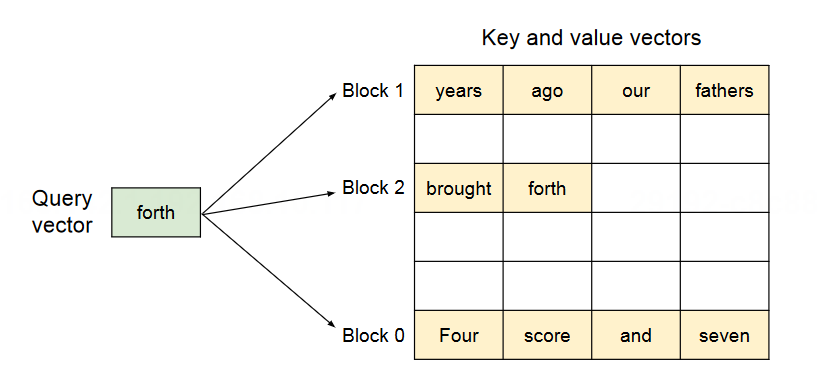 Key and value vectors
Block 1 years ago our fathers
Block 2 brought forth
Query
vector
forth
Block 0 Four score and seven